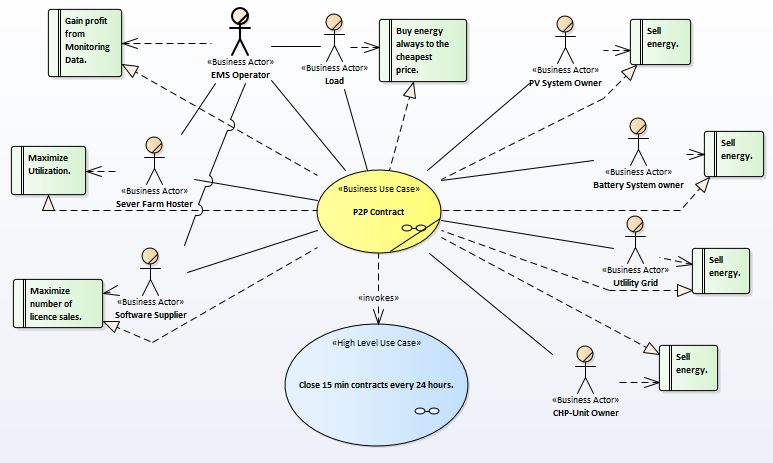 Gain profit
from
Monitoring
Data.
«Business Actor»
EMS Operator
«Business Actor»
Load
Buy energy
always to the
cheapest
price.
«Business Actor»
PV System Owner
Sell
energy.
Maximize
Utilization.
«Business Actor»
Sever Farm Hoster
«Business Use Case»
P2P Contract
«Business Actor»
Battery System owner
Sell
energy.
Maximize
number of
licence sales.
«Business Actor»
Software Supplier
«Business Actor»
Utlility Grid
Sell
energy.
«invokes»
«High Level Use Case»
Close 15 min contracts every 24 hours.
«Business Actor»
CHP-Unit Owner
Sell
energy.